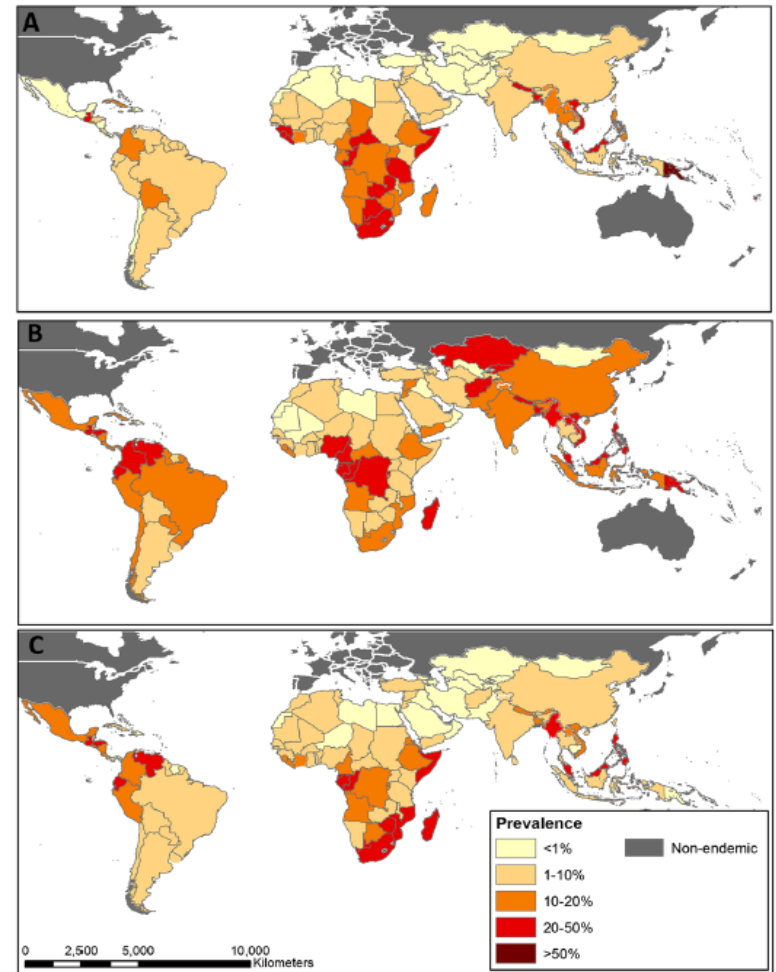 A
B
C
Prevalence
<1%
Non-endemic
1-10%
10-20%
20-50%
>50%
0 2,500 5,000 10,000
Kilometers